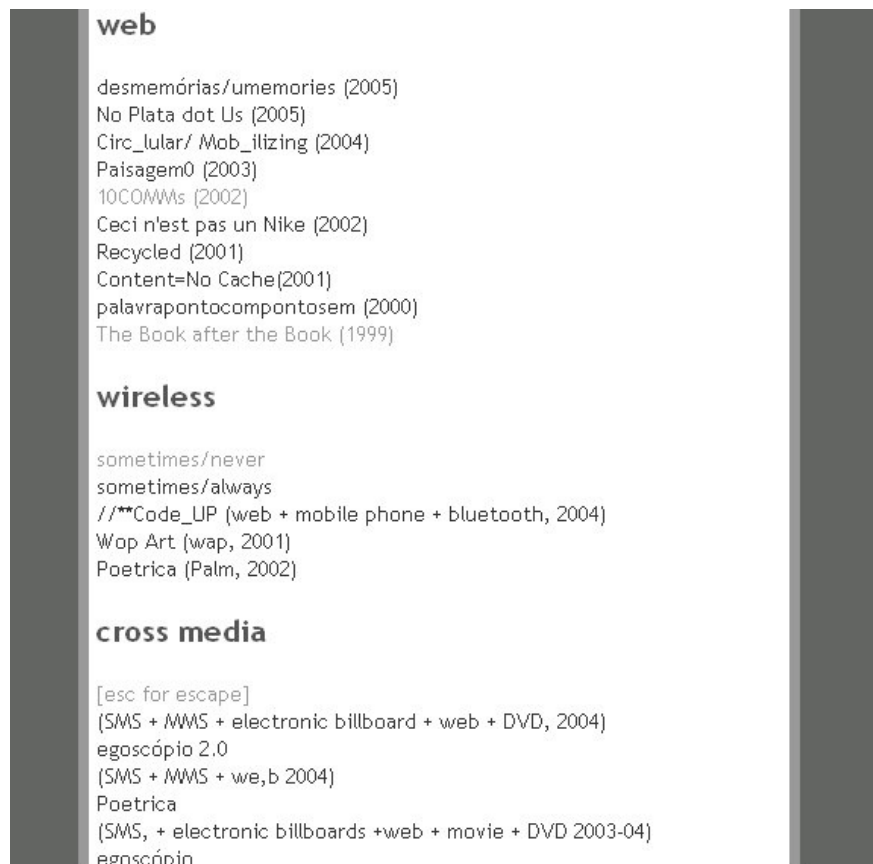 web
desmemórias/umemories (2005)
No Plata dot Us (2005)
Circ_lular/ Mob_ilizing (2004)
Paisagem0 (2003)
10COMMs (2002)
Ceci n'est pas un Nike (2002)
Recycled (2001)
Content=No Cache(2001)
palavrapontocompontosem (2000)
The Book after the Book (1999)
wireless
sometimes/never
sometimes/always
//**Code_UP (web + mobile phone + bluetooth, 2004)
Wop Art (wap, 2001)
Poetrica (Palm, 2002)
cross media
[esc for escape]
(SMS + MMS + electronic billboard + web + DVD, 2004)
egoscópio 2.0
(SMS + MMS + we,b 2004)
Poetrica
(SMS, + electronic billboards +web + movie + DVD 2003-04)
egoscópio